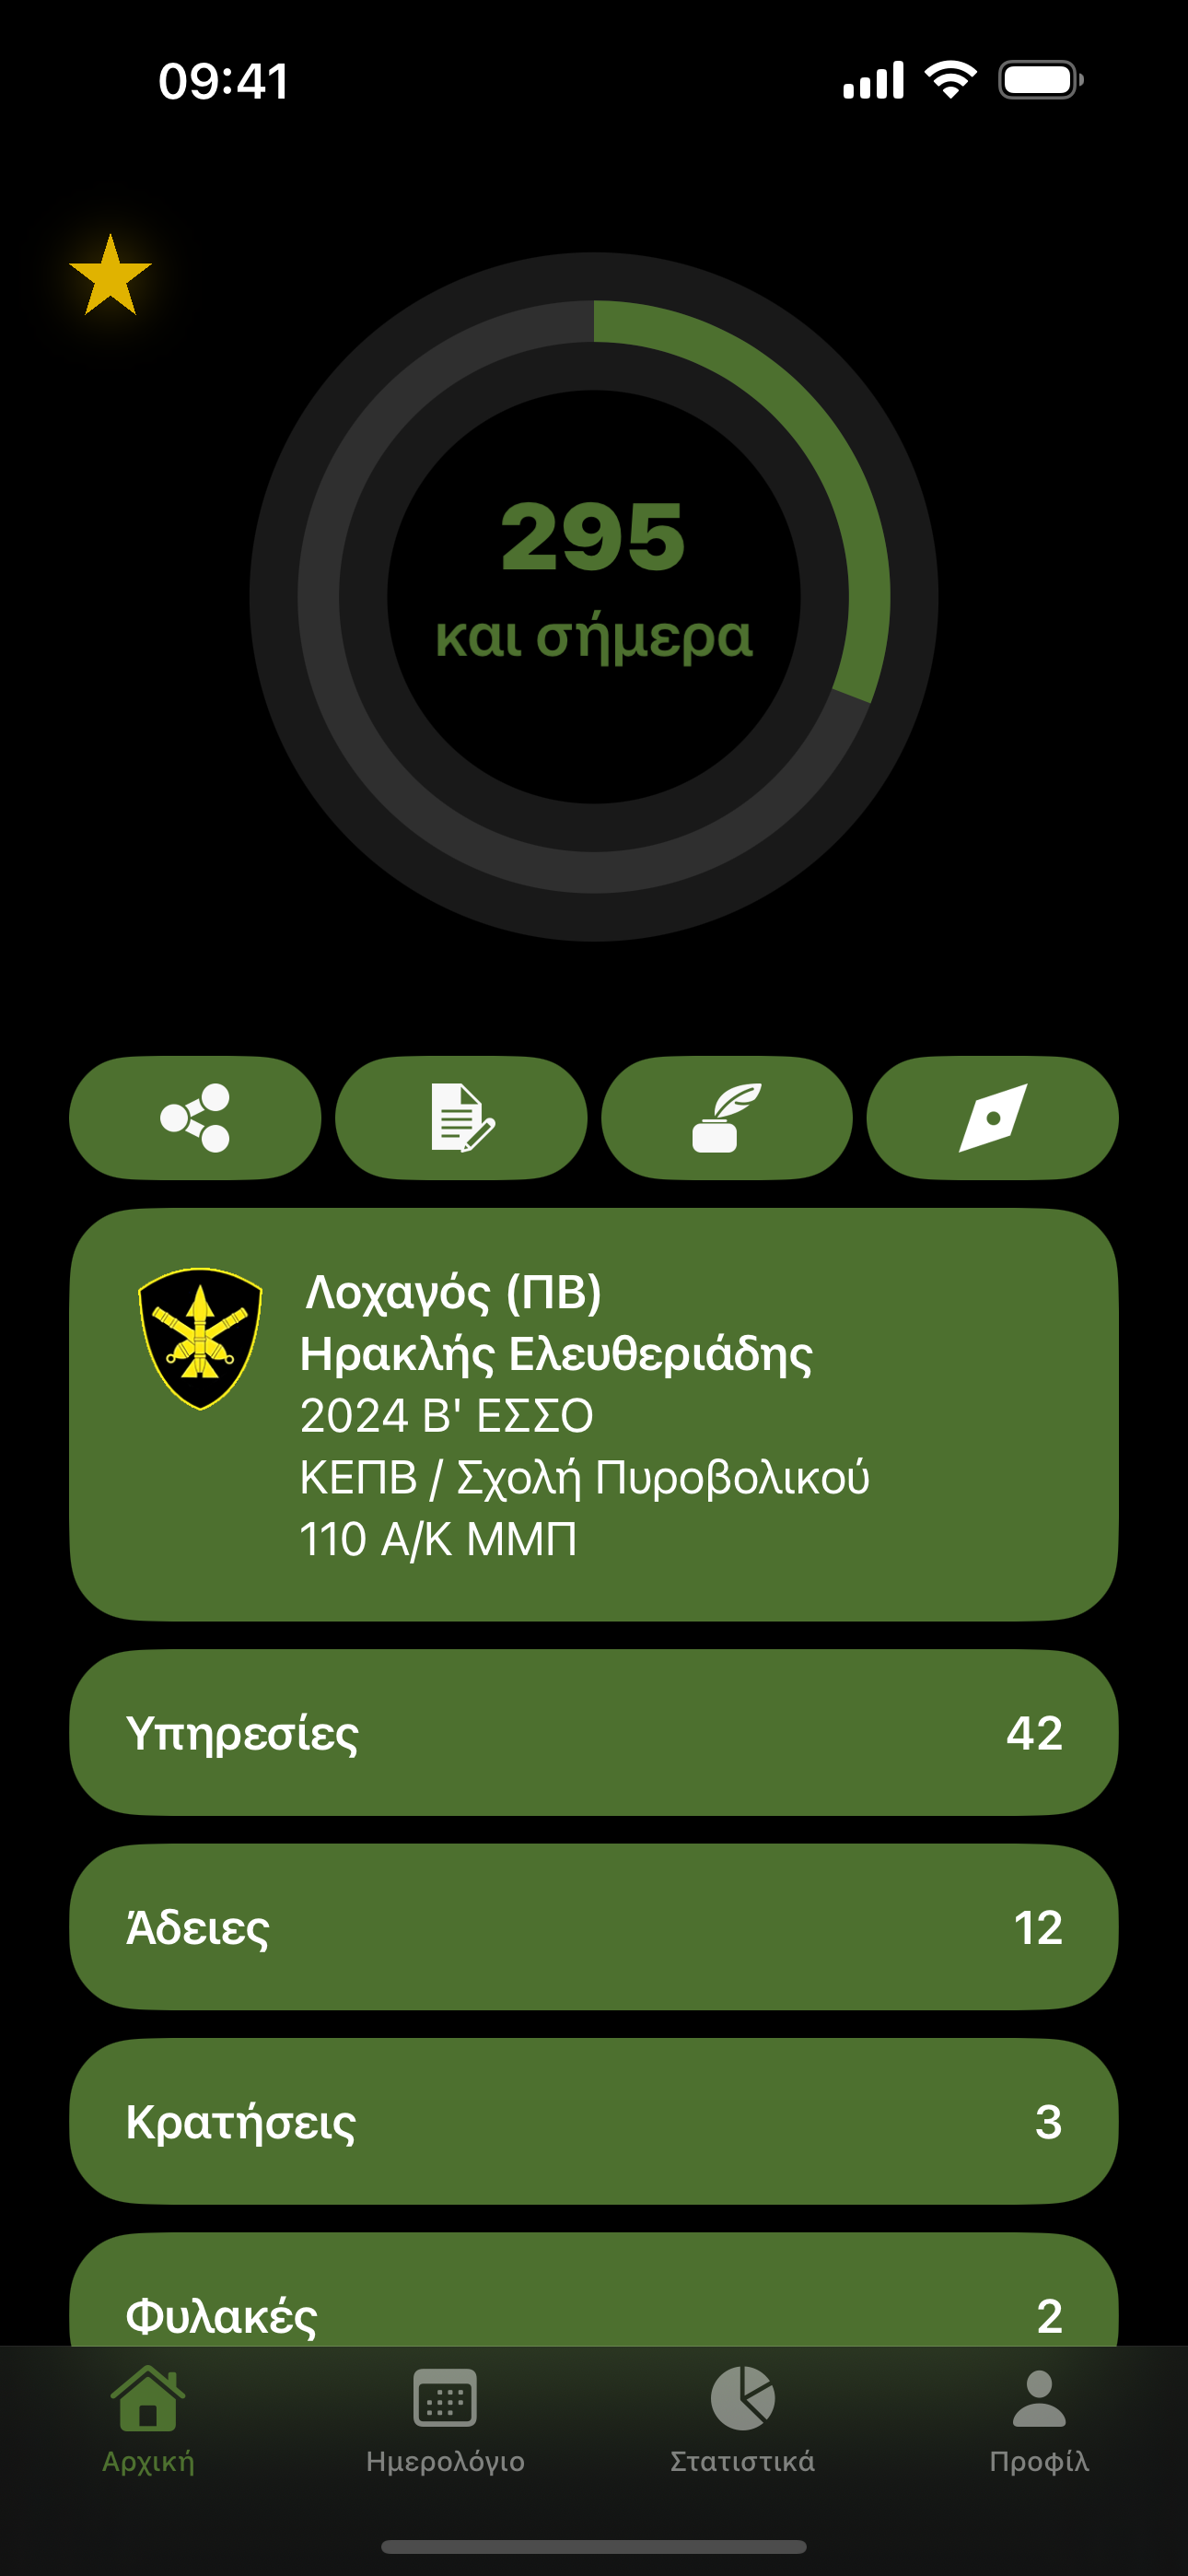 09:41
295
και σήμερα
Λοχαγός (ΠΒ)
Ηρακλής Ελευθεριάδης
2024 Β' ΕΣΣΟ
ΚΕΠΒ / Σχολή Πυροβολικού
110 Α/Κ ΜΜΠ
Υπηρεσίες 42
Άδειες 12
Κρατήσεις 3
Φυλακές 2
Αρχική Ημερολόγιο Στατιστικά Προφίλ